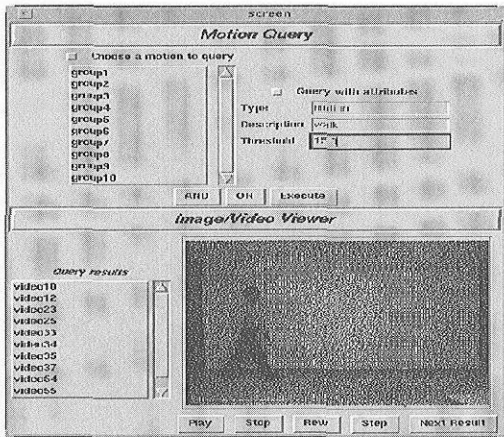 screen
Motion Query
Choose a motion to query
group1
group2
group3
group4
group5
group6
group7
group8
group9
group10
Query with attributes
Type
Description walk
Threshold
AND OR Execute
Image/Video Viewer
Query results
video10
video12
video23
video25
video33
video34
video35
video37
video64
video65
Play Stop Rew Step Next Result